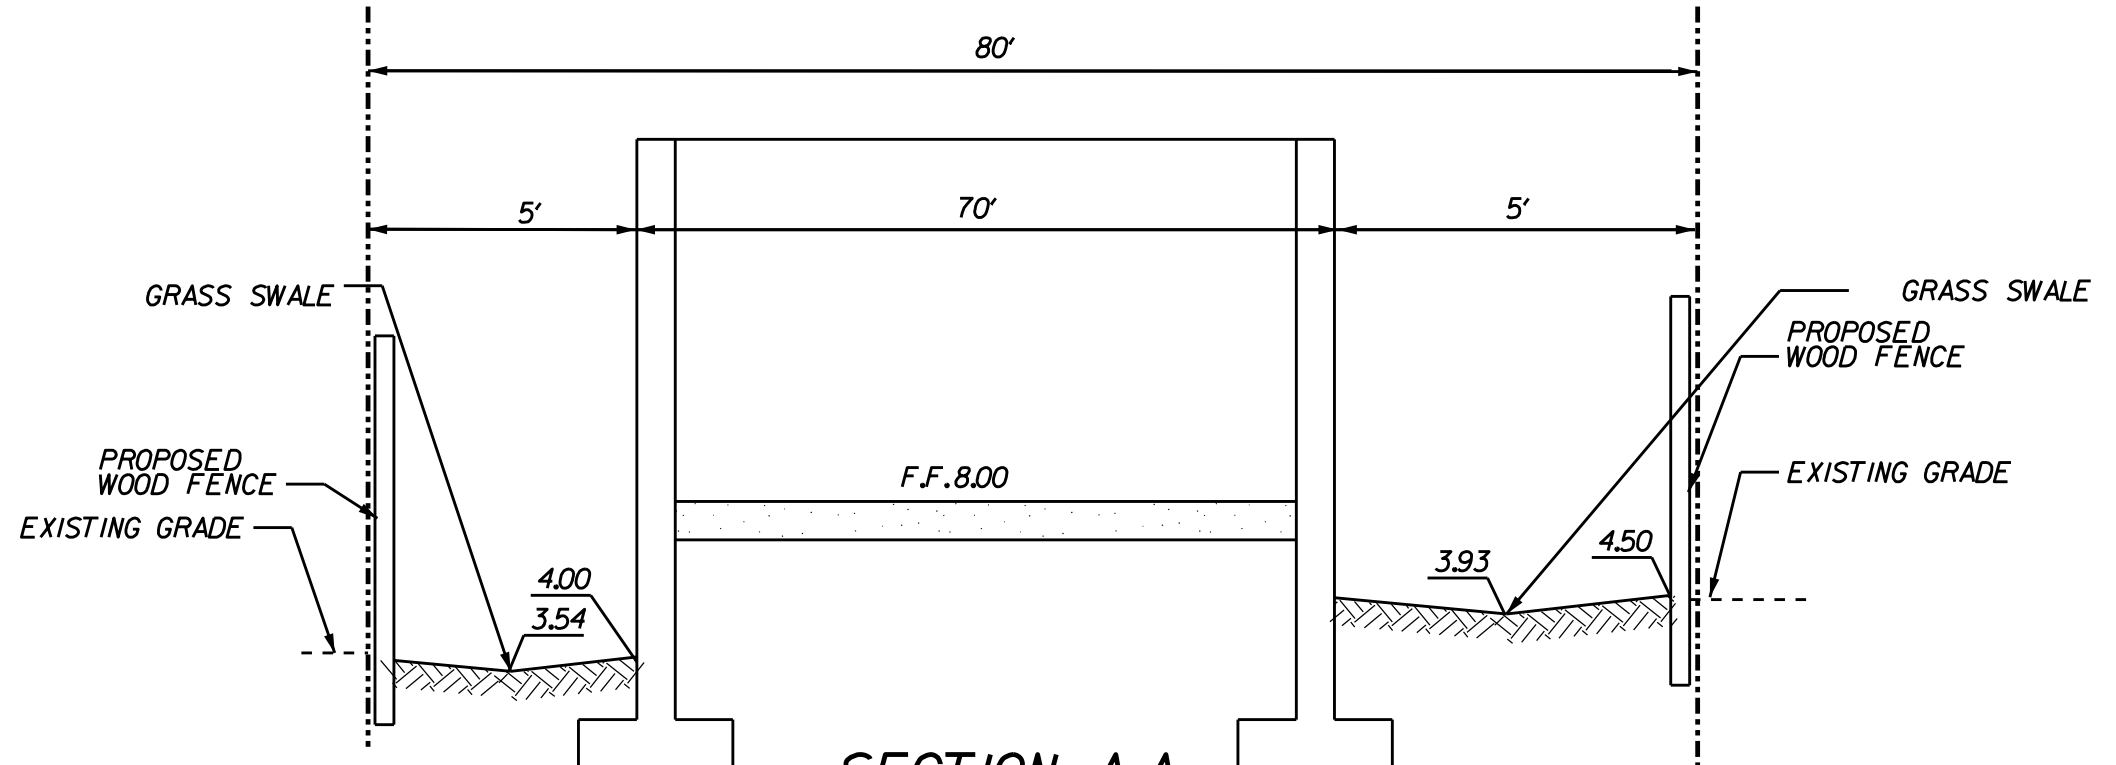 80'
5'
70'
5'
GRASS SWALE
GRASS SWALE
PROPOSED
WOOD FENCE
PROPOSED
WOOD FENCE
EXISTING GRADE
F.F.8.00
EXISTING GRADE
4.00
3.54
3.93
4.50
SECTION A-A